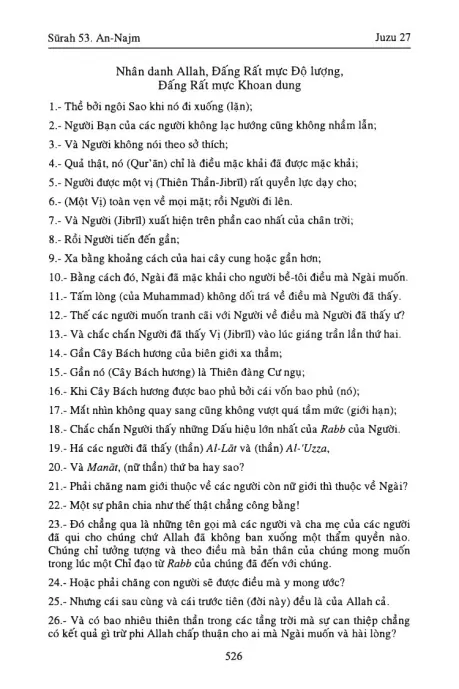 Sūrah 53. An-Najm
Juzu 27
Nhân danh Allah, Đấng Rất mực Độ lượng,
Đấng Rất mực Khoan dung
1.- Thề bởi ngôi Sao khi nó đi xuống (lặn);
2.- Người Bạn của các người không lạc hướng cũng không nhầm lẫn;
3.- Và Người không nói theo sở thích;
4.- Quả thật, nó (Qur'ān) chỉ là điều mặc khải đã được mặc khải;
5.- Người được một vị (Thiên Thần-Jibrīl) rất quyền lực dạy cho;
6.- (Một Vị) toàn vẹn về mọi mặt; rồi Người đi lên.
7.- Và Người (Jibrīl) xuất hiện trên phần cao nhất của chân trời;
8.- Rồi Người tiến đến gần;
9.- Xa bằng khoảng cách của hai cây cung hoặc gần hơn;
10.- Bằng cách đó, Ngài đã mặc khải cho người bề-tôi điều mà Ngài muốn.
11.- Tấm lòng (của Muhammad) không dối trá về điều mà Người đã thấy.
12.- Thế các người muốn tranh cãi với Người về điều mà Người đã thấy ư?
13.- Và chắc chắn Người đã thấy Vị (Jibrīl) vào lúc giáng trần lần thứ hai.
14.- Gần Cây Bách hương của biên giới xa thẳm;
15.- Gần nó (Cây Bách hương) là Thiên đàng Cư ngụ;
16.- Khi Cây Bách hương được bao phủ bởi cái vốn bao phủ (nó);
17.- Mắt nhìn không quay sang cũng không vượt quá tầm mức (giới hạn);
18.- Chắc chắn Người thấy những Dấu hiệu lớn nhất của Rabb của Người.
19.- Há các người đã thấy (thần) Al-Lāt và (thần) Al-'Uzza,
20.- Và Manāt, (nữ thần) thứ ba hay sao?
21.- Phải chăng nam giới thuộc về các người còn nữ giới thì thuộc về Ngài?
22.- Một sự phân chia như thế thật chẳng công bằng!
23.- Đó chẳng qua là những tên gọi mà các người và cha mẹ của các người
đã qui cho chúng chứ Allah đã không ban xuống một thẩm quyền nào.
Chúng chỉ tưởng tượng và theo điều mà bản thân của chúng mong muốn
trong lúc một Chỉ đạo từ Rabb của chúng đã đến với chúng.
24.- Hoặc phải chăng con người sẽ được điều mà y mong ước?
25.- Nhưng cái sau cùng và cái trước tiên (đời này) đều là của Allah cả.
26.- Và có bao nhiêu thiên thần trong các tầng trời mà sự can thiệp chẳng
có kết quả gì trừ phi Allah chấp thuận cho ai mà Ngài muốn và hài lòng?
526